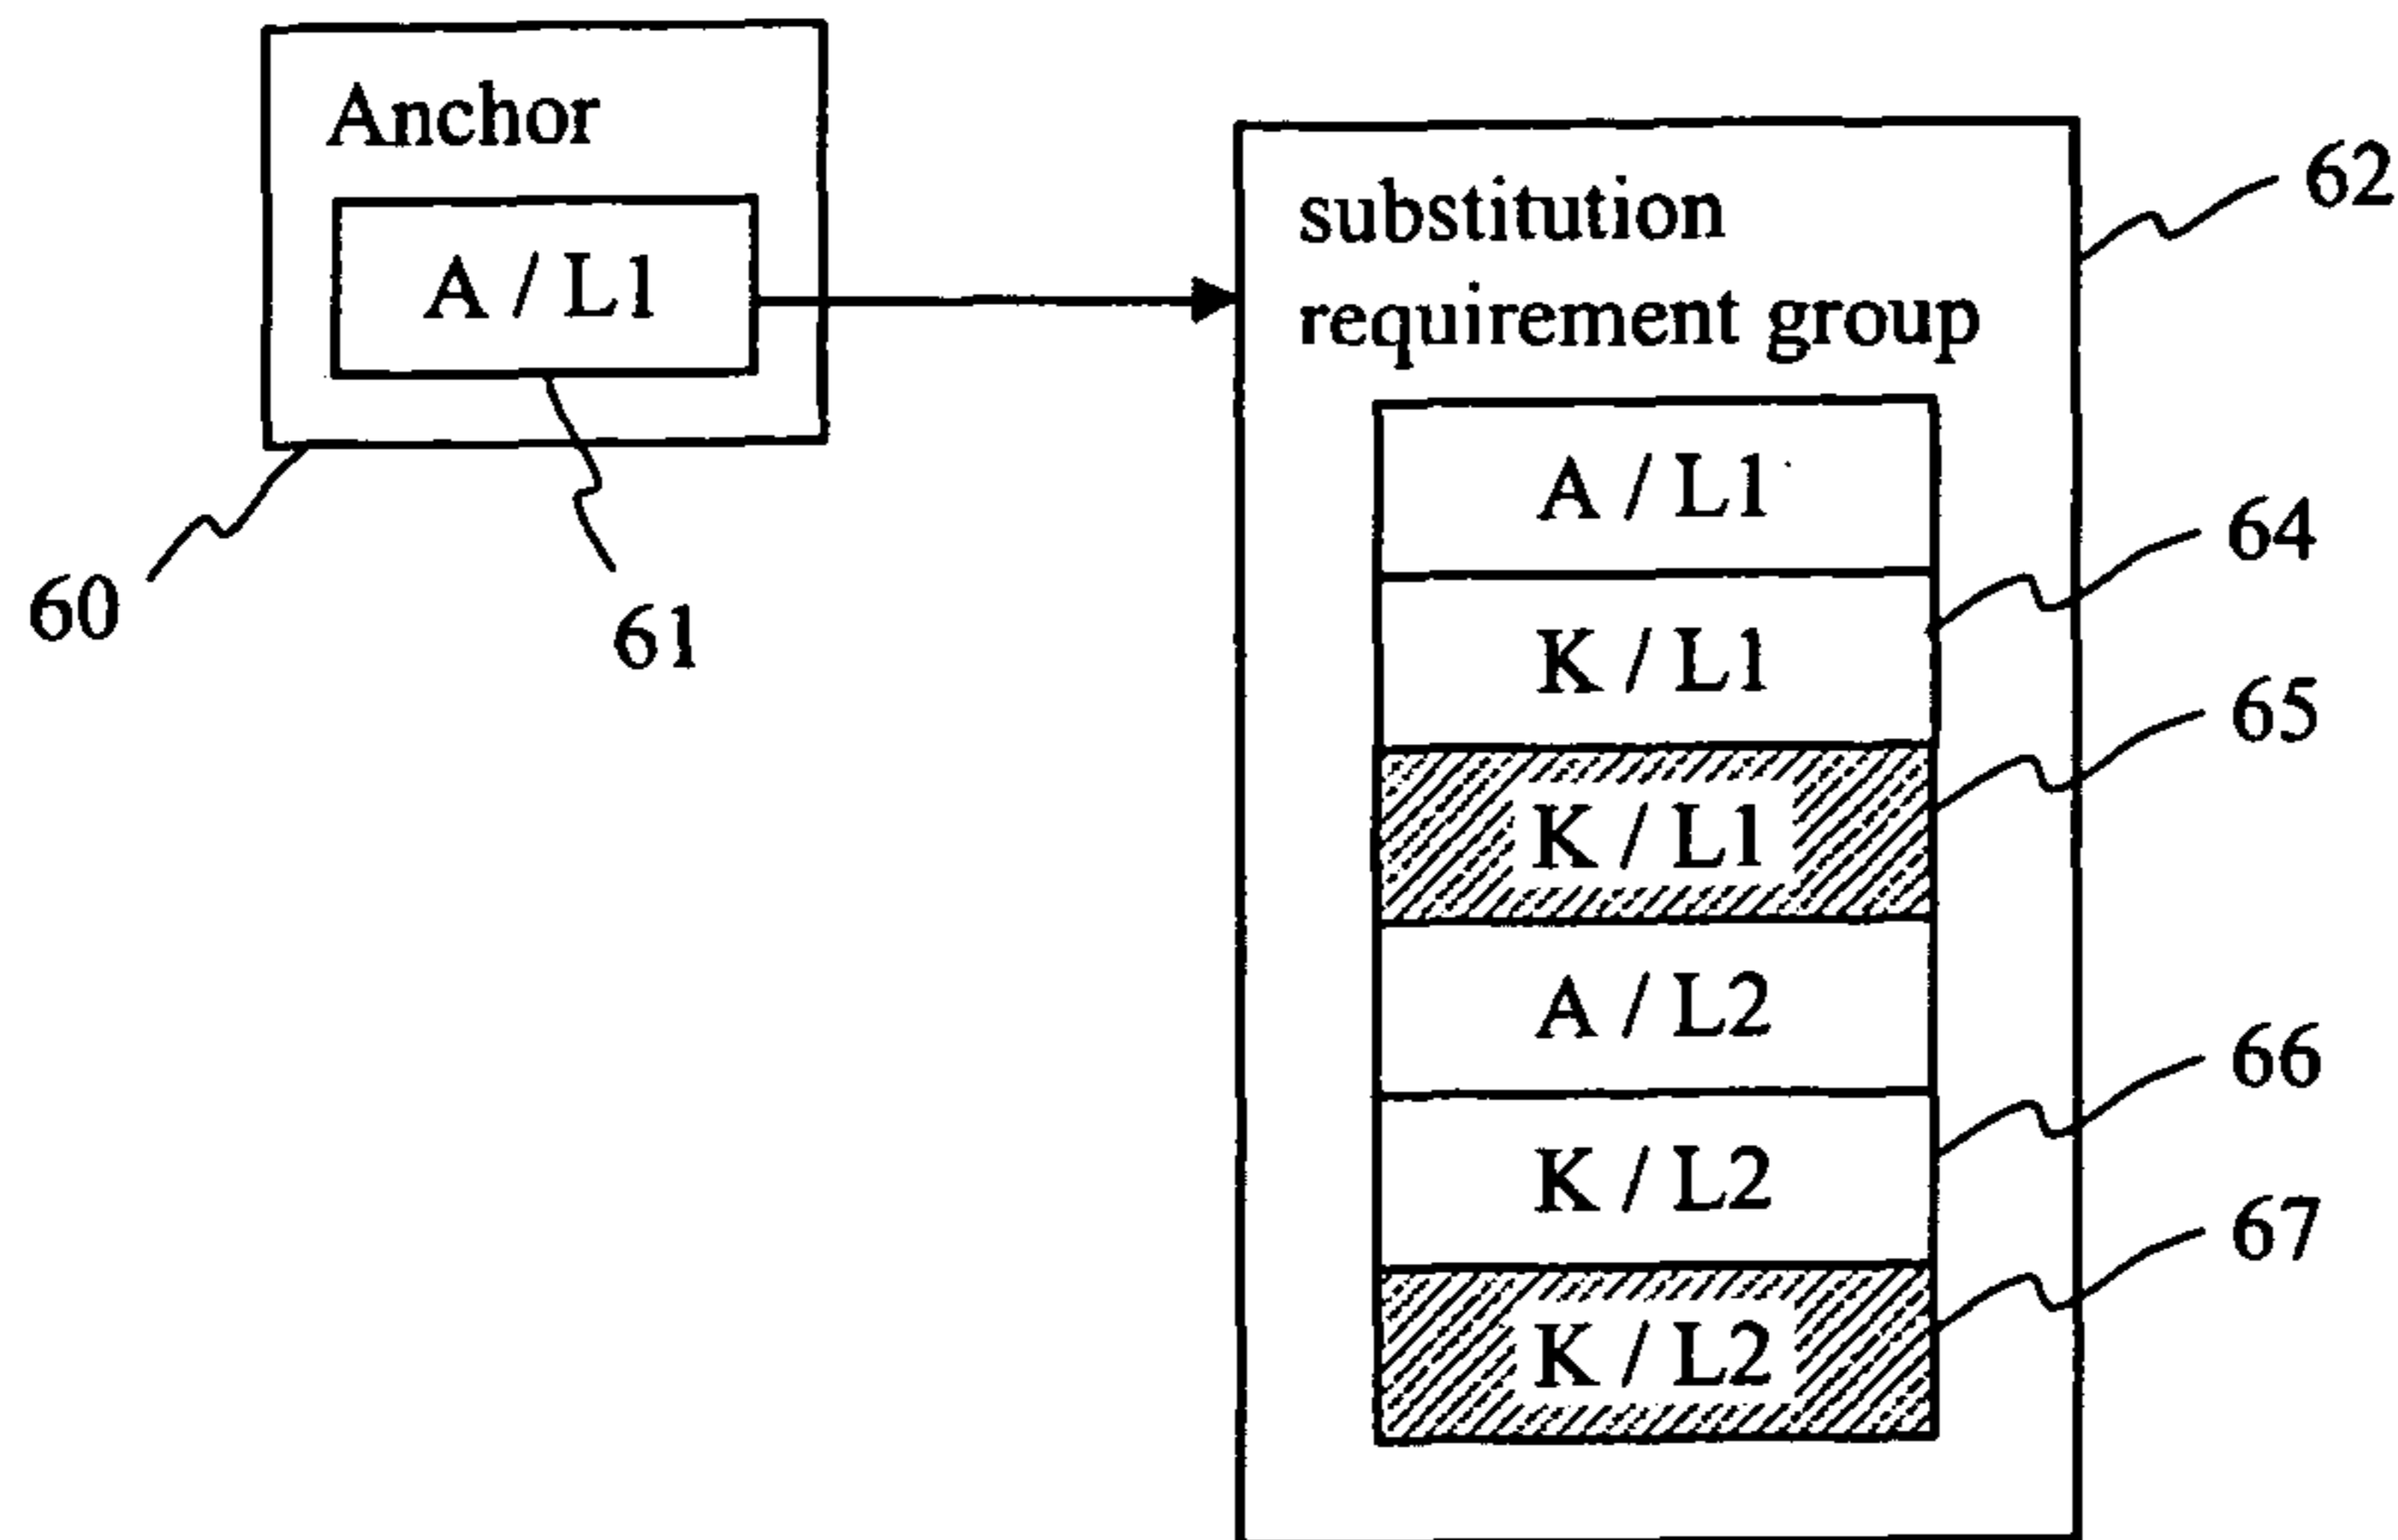 Anchor
A / L1
60
61
substitution
requirement group
62
A / L1
K / L1
64
K / L1
65
A / L2
K / L2
66
K / L2
67